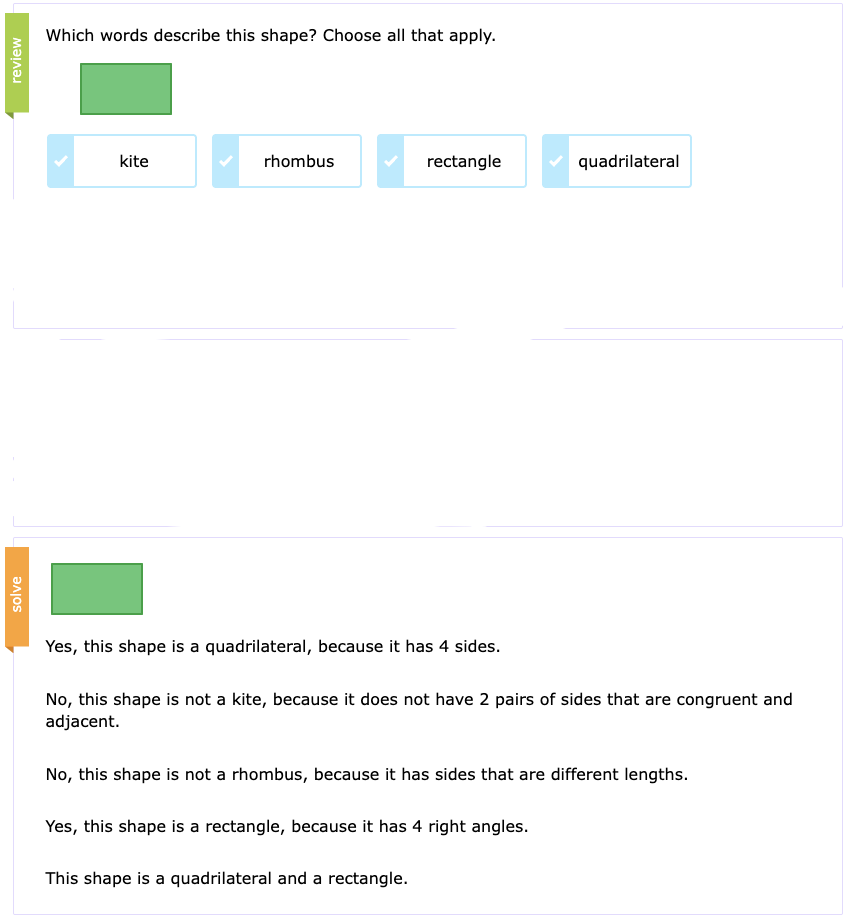 review
Which words describe this shape? Choose all that apply.
kite
rhombus
rectangle
quadrilateral
solve
Yes, this shape is a quadrilateral, because it has 4 sides.
No, this shape is not a kite, because it does not have 2 pairs of sides that are congruent and
adjacent.
No, this shape is not a rhombus, because it has sides that are different lengths.
Yes, this shape is a rectangle, because it has 4 right angles.
This shape is a quadrilateral and a rectangle.